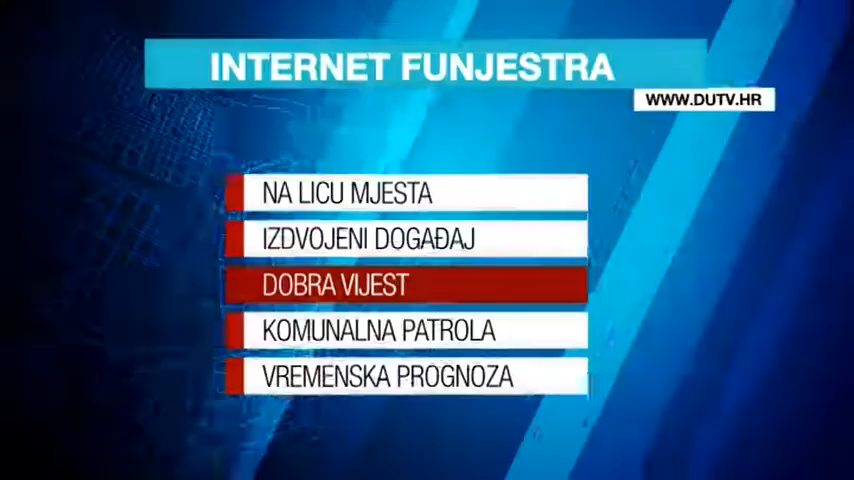 INTERNET FUNJESTRA
WWW.DUTV.HR
NA LICU MJESTA
IZDVOJENI DOGAĐAJ
DOBRA VIJEST
KOMUNALNA PATROLA
VREMENSKA PROGNOZA